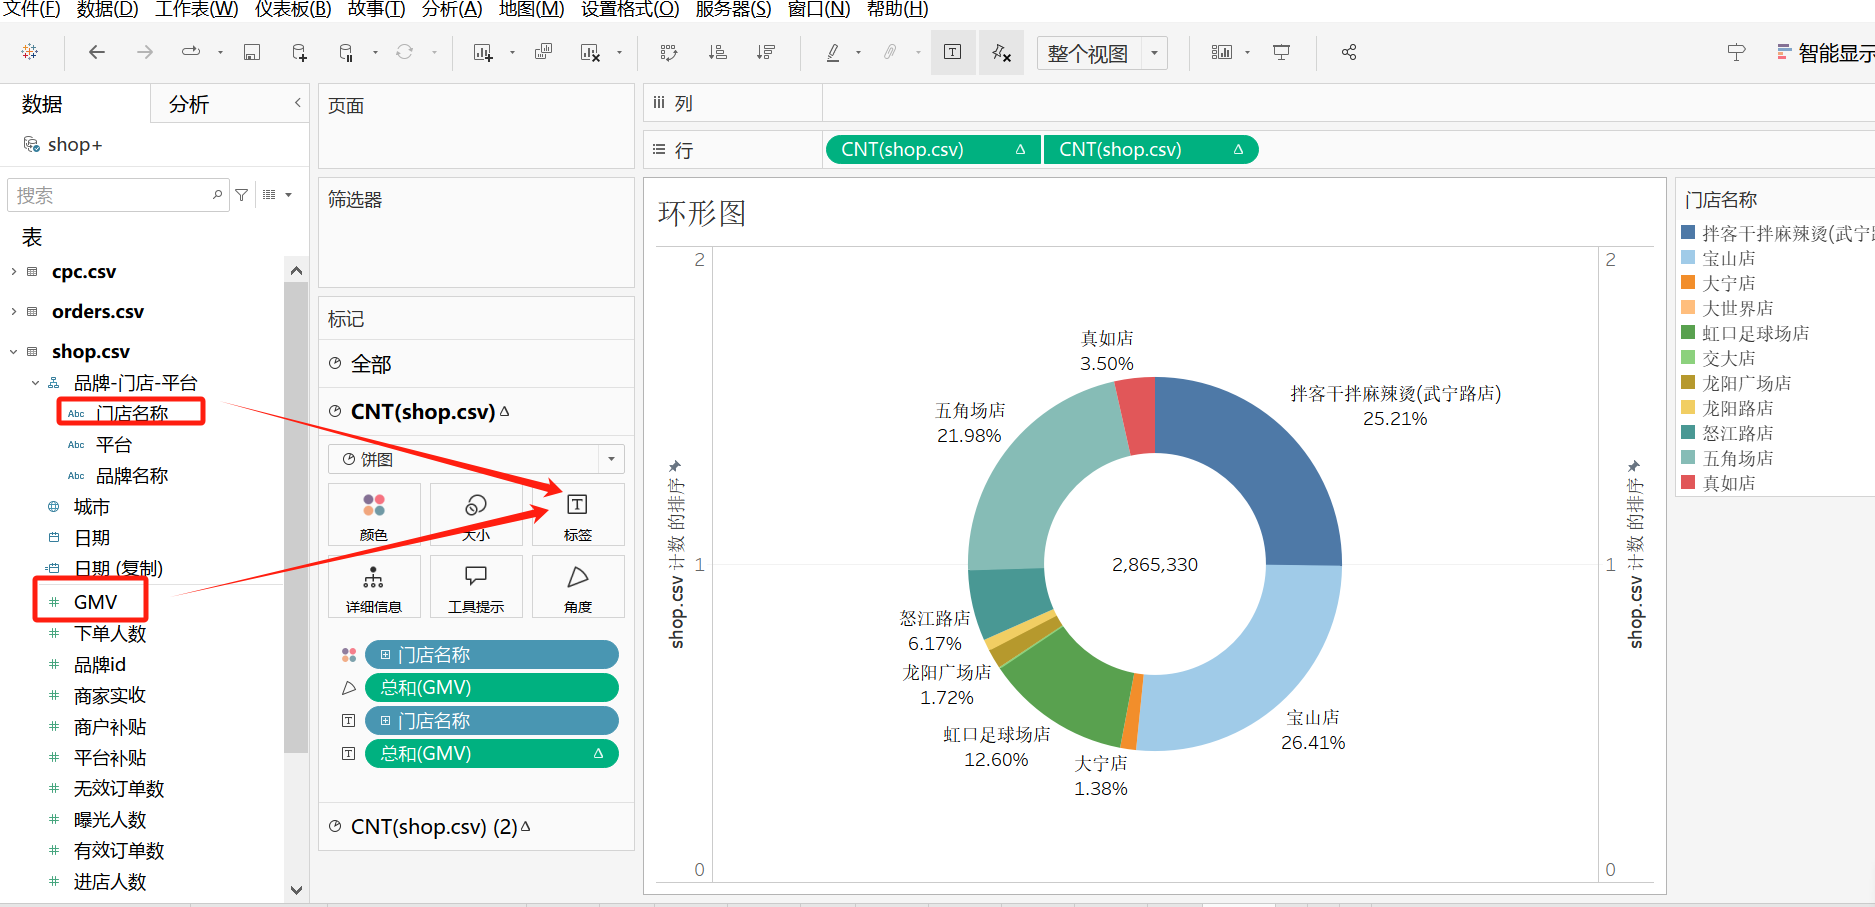 文件(F) 数据(D) 工作表(W) 仪表板(B) 故事(T) 分析(A) 地图(M) 设置格式(O) 服务器(S) 窗口(N) 帮助(H)
整个视图
智能显示
数据
分析
shop+
搜索
表
cpc.csv
orders.csv
shop.csv
品牌-门店-平台
Abc 门店名称
Abc 平台
Abc 品牌名称
城市
日期
日期 (复制)
# GMV
# 下单人数
# 品牌id
# 商家实收
# 商户补贴
# 平台补贴
# 无效订单数
# 曝光人数
# 有效订单数
# 进店人数
页面
筛选器
标记
全部
CNT(shop.csv) Δ
饼图
颜色
大小
标签
详细信息
工具提示
角度
门店名称
总和(GMV)
门店名称
总和(GMV) Δ
CNT(shop.csv) (2) Δ
列
行
CNT(shop.csv) Δ
CNT(shop.csv) Δ
环形图
2
1
0
shop.csv 计数 的排序
真如店
3.50%
五角场店
21.98%
拌客干拌麻辣烫(武宁路店)
25.21%
2,865,330
怒江路店
6.17%
龙阳广场店
1.72%
虹口足球场店
12.60%
大宁店
1.38%
宝山店
26.41%
2
1
0
shop.csv 计数 的排序
门店名称
拌客干拌麻辣烫(武宁路
宝山店
大宁店
大世界店
虹口足球场店
交大店
龙阳广场店
龙阳路店
怒江路店
五角场店
真如店